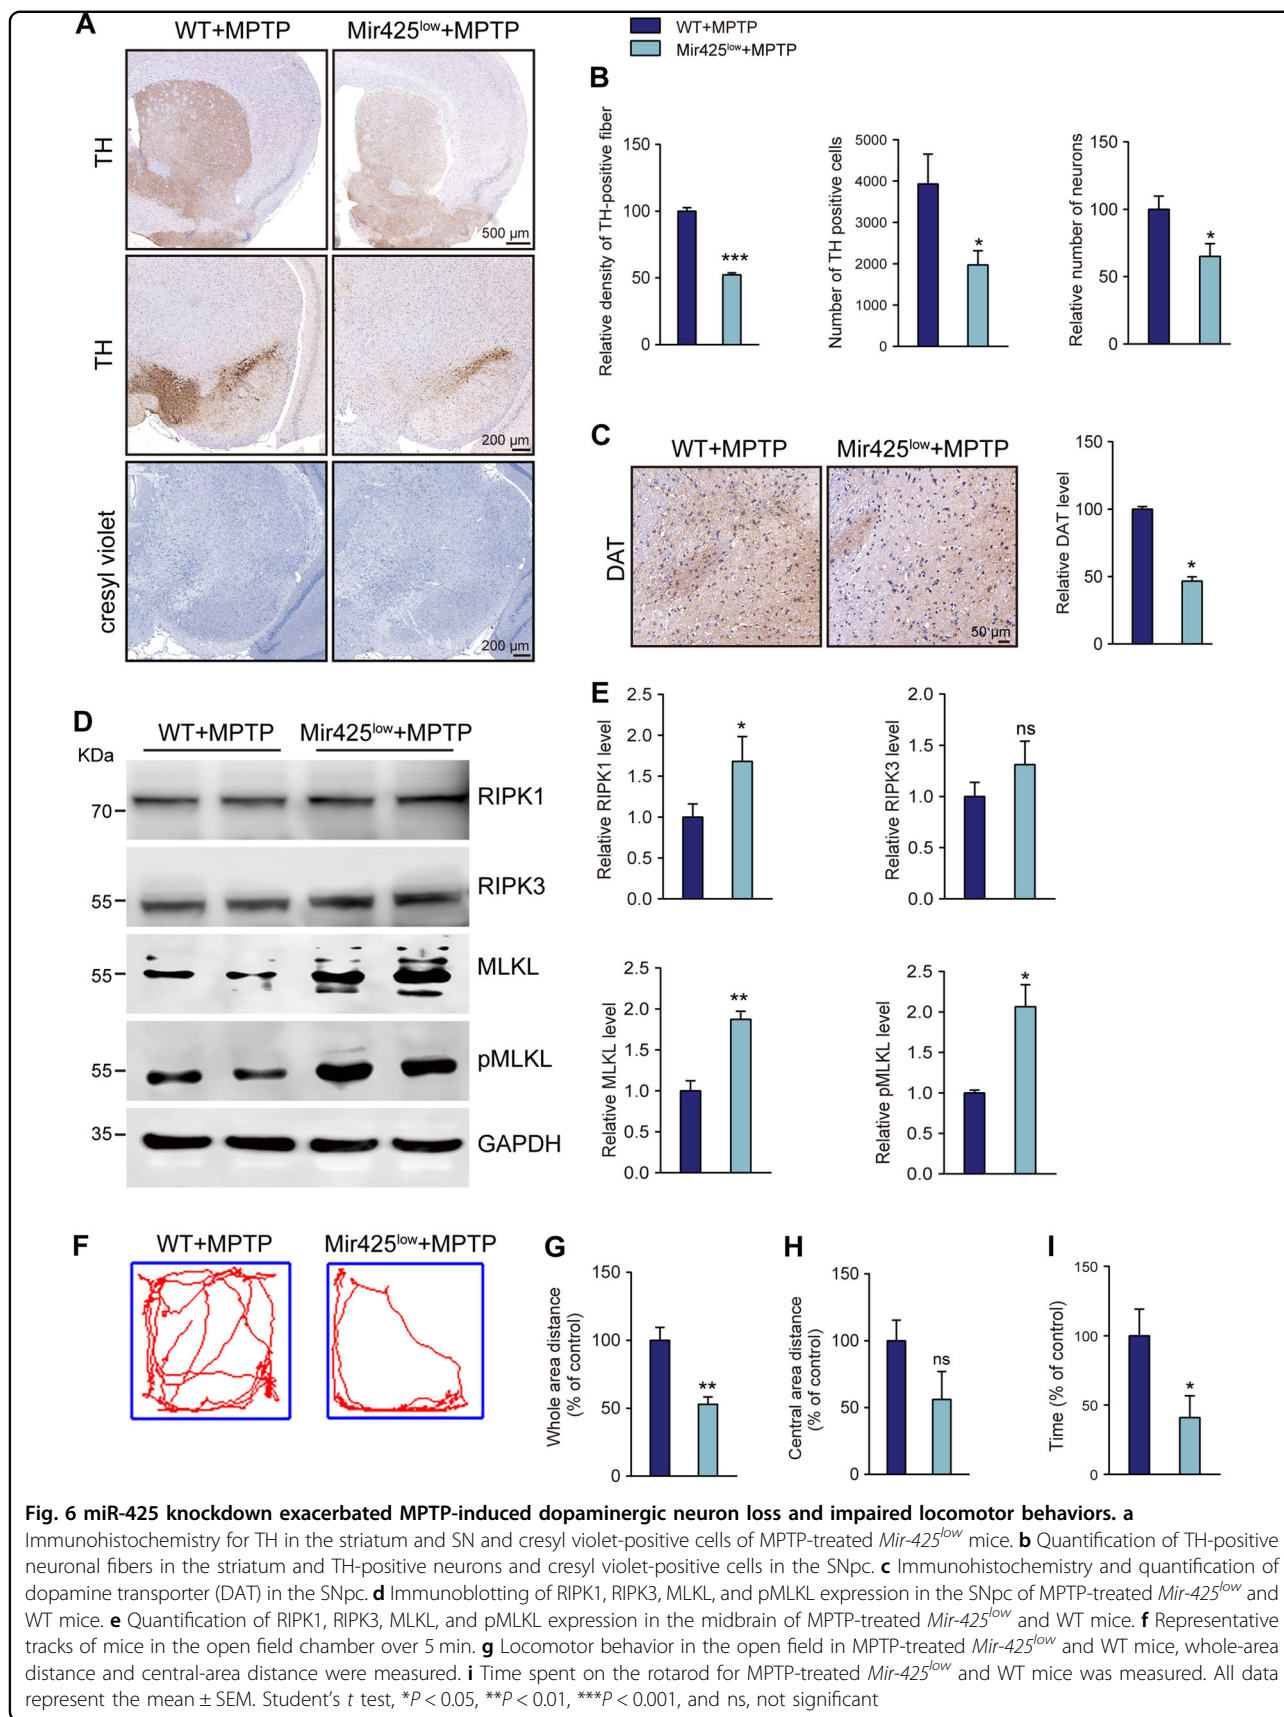 A
WT+MPTP
Mir425low+MPTP
TH
500 µm
TH
200 µm
cresyl violet
200 µm
WT+MPTP
Mir425low+MPTP
B
Relative density of TH-positive fiber
150
100
50
0
***
Number of TH positive cells
5000
4000
3000
2000
1000
0
*
Relative number of neurons
150
100
50
0
*
C
WT+MPTP
Mir425low+MPTP
DAT
50 µm
Relative DAT level
150
100
50
0
*
D
WT+MPTP
Mir425low+MPTP
KDa
70
RIPK1
55
RIPK3
55
MLKL
55
pMLKL
35
GAPDH
E
Relative RIPK1 level
2.5
2.0
1.5
1.0
0.5
0.0
*
Relative RIPK3 level
2.0
1.5
1.0
0.5
0.0
ns
Relative MLKL level
2.5
2.0
1.5
1.0
0.5
0.0
**
Relative pMLKL level
2.5
2.0
1.5
1.0
0.5
0.0
*
F
WT+MPTP
Mir425low+MPTP
G
Whole area distance
(% of control)
150
100
50
0
**
H
Central area distance
(% of control)
150
100
50
0
ns
I
Time (% of control)
150
100
50
0
*
Fig. 6 miR-425 knockdown exacerbated MPTP-induced dopaminergic neuron loss and impaired locomotor behaviors. a
Immunohistochemistry for TH in the striatum and SN and cresyl violet-positive cells of MPTP-treated Mir-425low mice. b Quantification of TH-positive
neuronal fibers in the striatum and TH-positive neurons and cresyl violet-positive cells in the SNpc. c Immunohistochemistry and quantification of
dopamine transporter (DAT) in the SNpc. d Immunoblotting of RIPK1, RIPK3, MLKL, and pMLKL expression in the SNpc of MPTP-treated Mir-425low and
WT mice. e Quantification of RIPK1, RIPK3, MLKL, and pMLKL expression in the midbrain of MPTP-treated Mir-425low and WT mice. f Representative
tracks of mice in the open field chamber over 5 min. g Locomotor behavior in the open field in MPTP-treated Mir-425low and WT mice, whole-area
distance and central-area distance were measured. i Time spent on the rotarod for MPTP-treated Mir-425low and WT mice was measured. All data
represent the mean ± SEM. Student's t test, *P < 0.05, **P < 0.01, ***P < 0.001, and ns, not significant